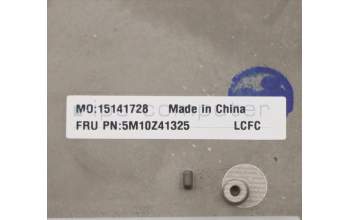 MO:15141728 Made in China
FRU PN:5M10Z41325 LCFC